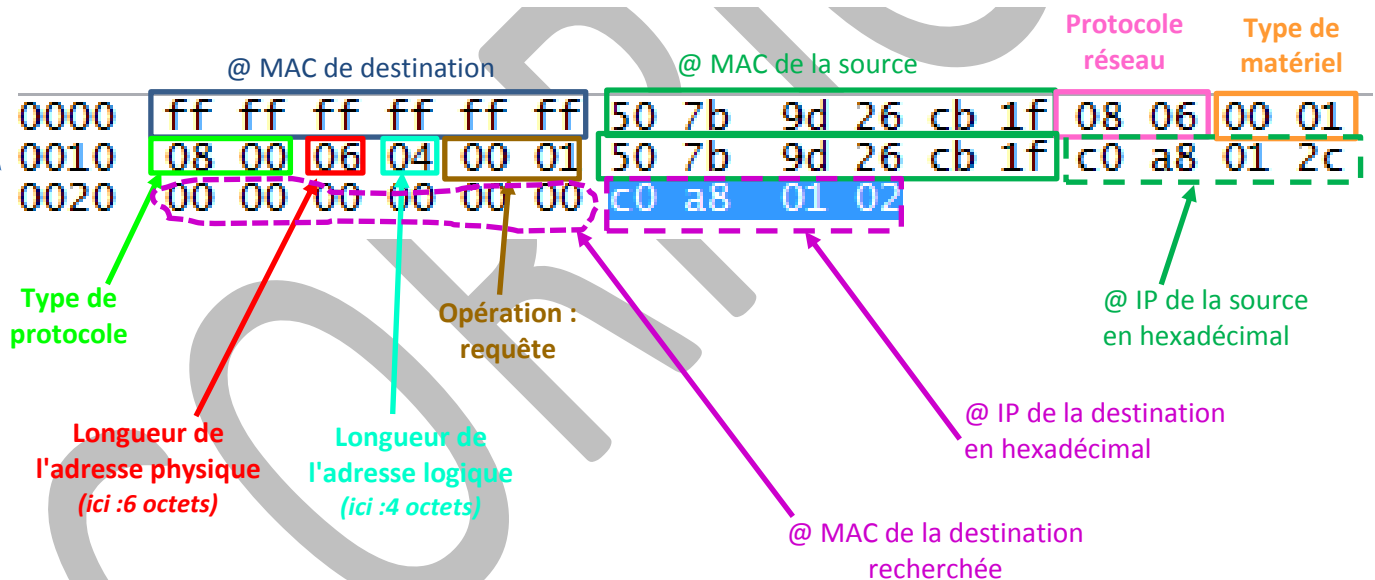 Protocole
réseau
Type de
matériel
@ MAC de destination
@ MAC de la source
0000 ff ff ff ff ff ff 50 7b 9d 26 cb 1f 08 06 00 01
0010 08 00 06 04 00 01 50 7b 9d 26 cb 1f c0 a8 01 2c
0020 00 00 00 00 00 00 c0 a8 01 02
Type de
protocole
Opération :
requête
@ IP de la source
en hexadécimal
Longueur de
l'adresse physique
(ici :6 octets)
Longueur de
l'adresse logique
(ici :4 octets)
@ IP de la destination
en hexadécimal
@ MAC de la destination
recherchée